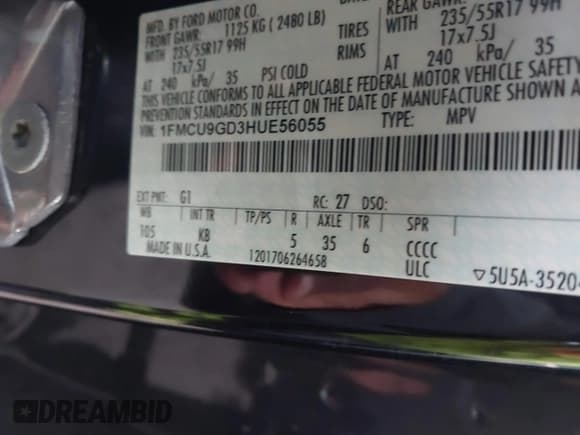 MFD. BY FORD MOTOR CO.
FRONT GAWR: 1125 KG ( 2480 LB)
WITH 235/55R17 99H TIRES
17x7.5J RIMS
AT 240 kPa/ 35 PSI COLD
REAR GAWR:
WITH 235/55R17 99H
17x7.5J
AT 240 kPa/ 35
THIS VEHICLE CONFORMS TO ALL APPLICABLE FEDERAL MOTOR VEHICLE SAFETY
PREVENTION STANDARDS IN EFFECT ON THE DATE OF MANUFACTURE SHOWN A
VIN: 1FMCU9GD3HUE56055
TYPE: MPV
EXT PNT: G1 RC: 27 DSO:
WB INT TR TP/PS R AXLE TR SPR
105 KB 5 35 6 CCCC
MADE IN U.S.A. 1201706264658 ULC ▽5U5A-3520
DREAMBID